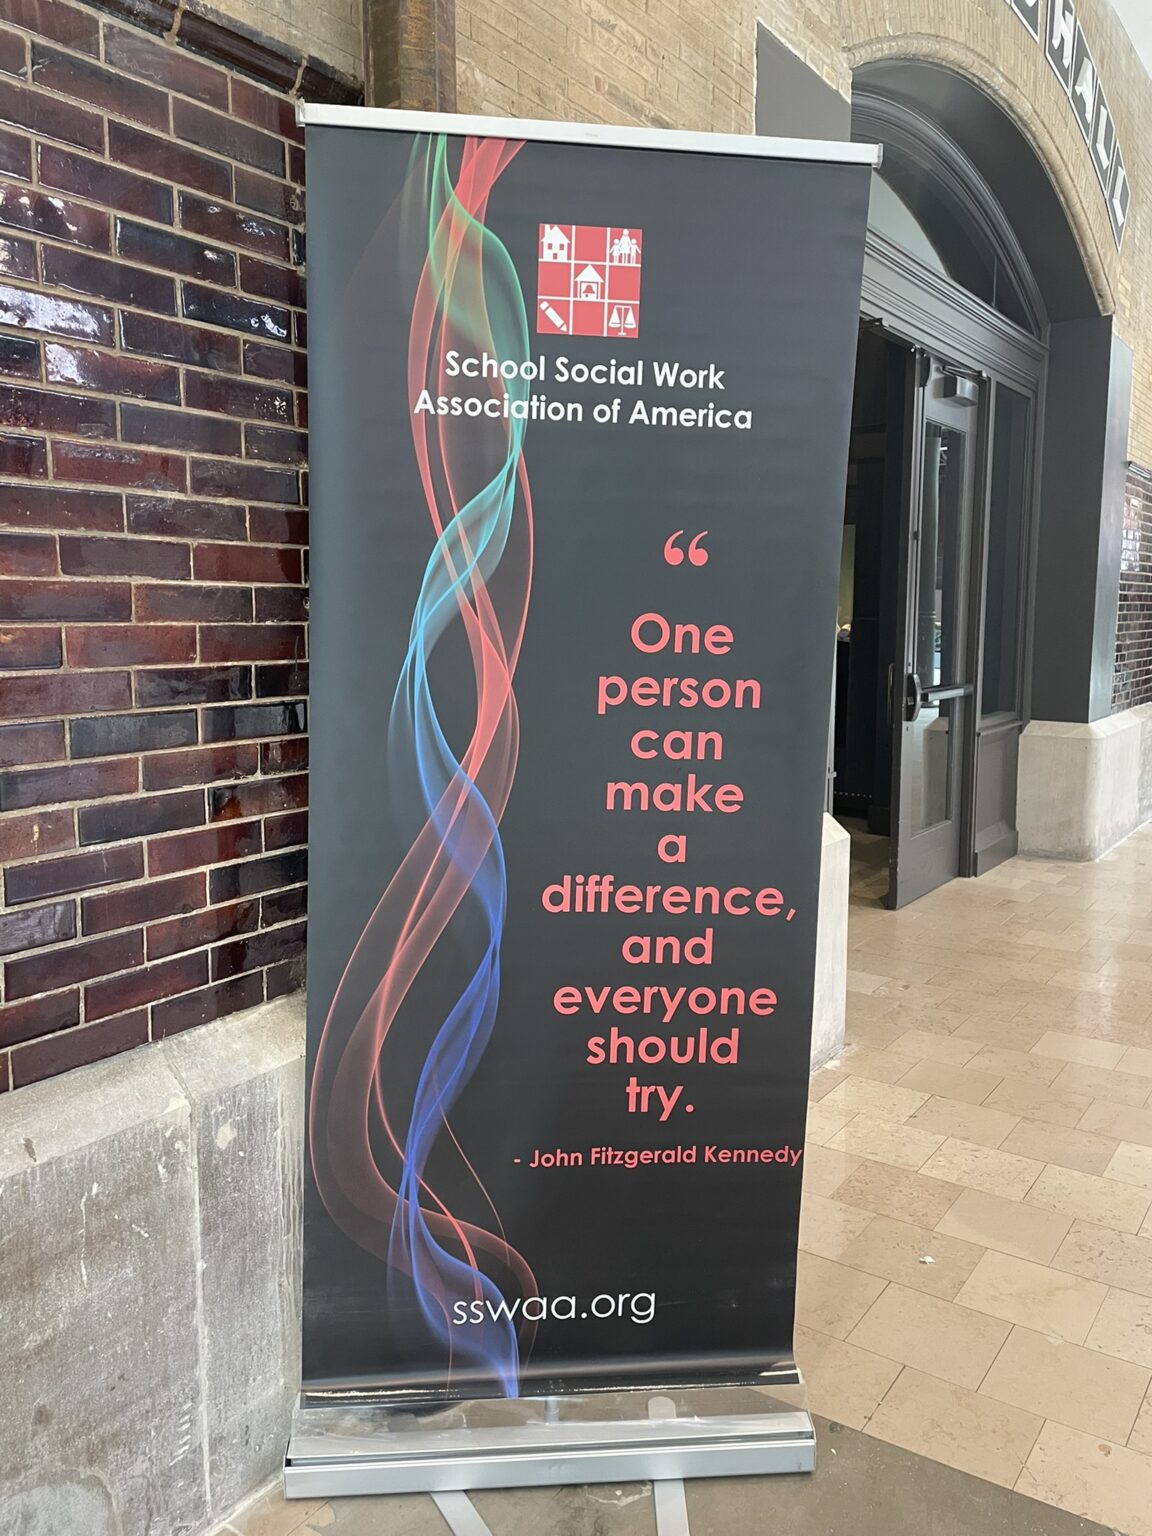 School Social Work
Association of America
“
One
person
can
make
a
difference,
and
everyone
should
try.
- John Fitzgerald Kennedy
sswaa.org
HALL